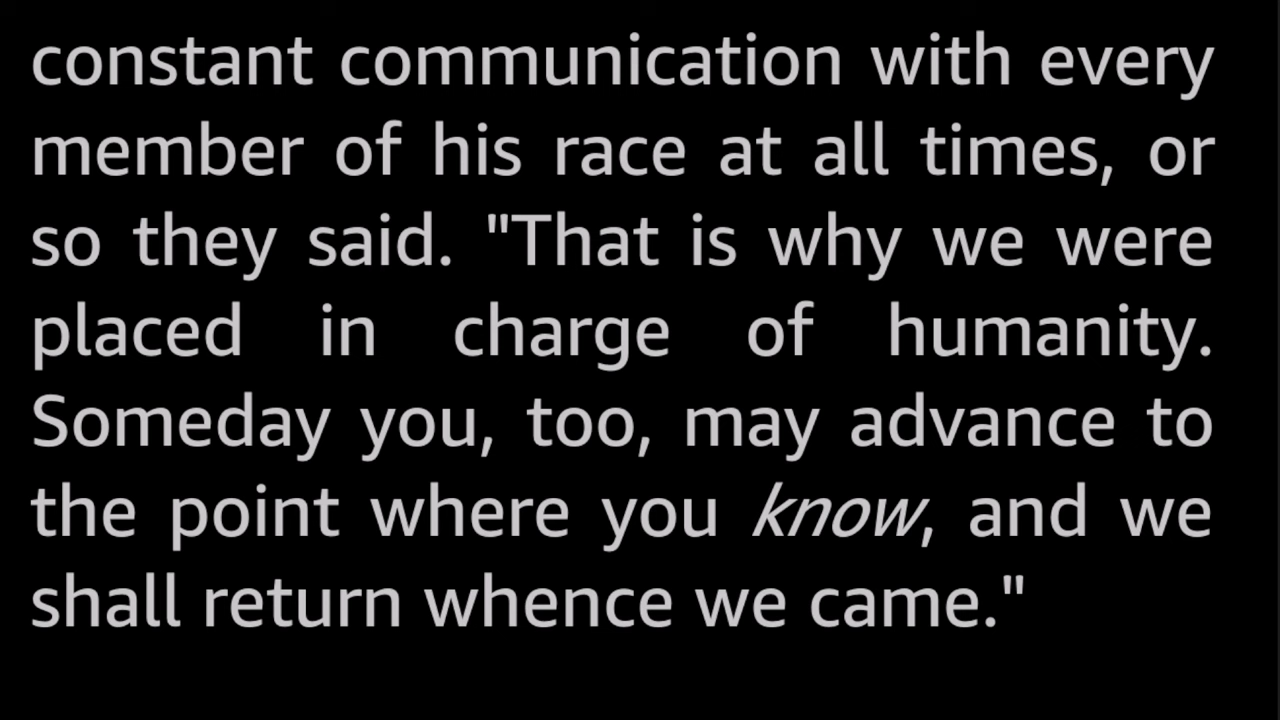 constant communication with every
member of his race at all times, or
so they said. "That is why we were
placed in charge of humanity.
Someday you, too, may advance to
the point where you know, and we
shall return whence we came."